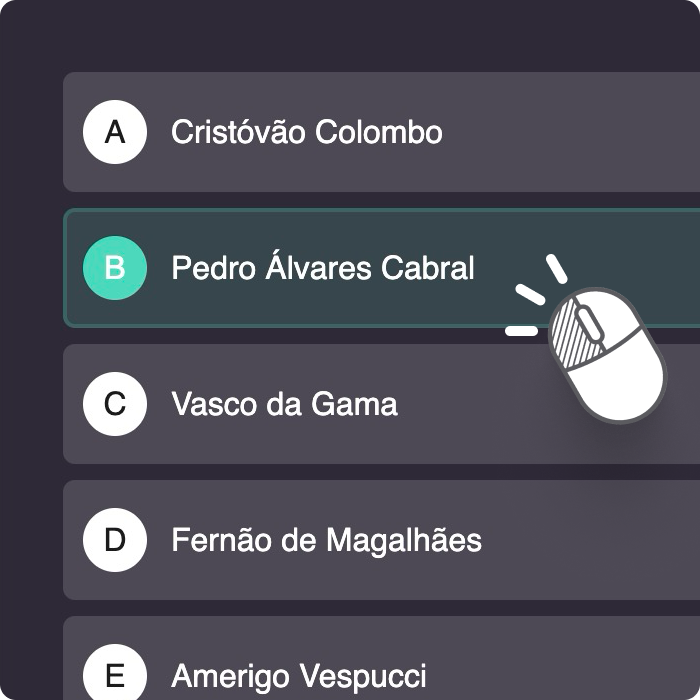 A Cristóvão Colombo
B Pedro Álvares Cabral
C Vasco da Gama
D Fernão de Magalhães
E Amerigo Vespucci